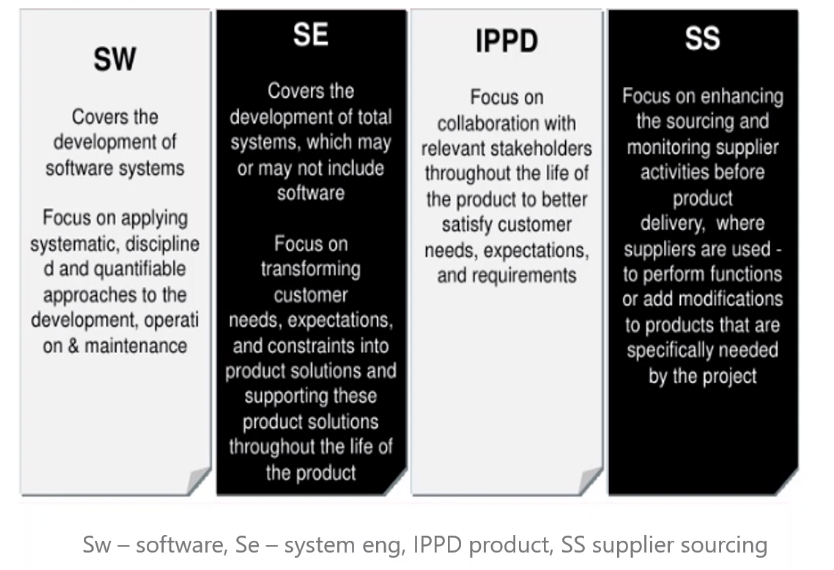 SW
Covers the
development of
software systems
Focus on applying
systematic, discipline
d and quantifiable
approaches to the
development, operati
on & maintenance
SE
Covers the
development of total
systems, which may
or may not include
software
Focus on
transforming
customer
needs, expectations,
and constraints into
product solutions and
supporting these
product solutions
throughout the life of
the product
IPPD
Focus on
collaboration with
relevant stakeholders
throughout the life of
the product to better
satisfy customer
needs, expectations,
and requirements
SS
Focus on enhancing
the sourcing and
monitoring supplier
activities before
product
delivery, where
suppliers are used -
to perform functions
or add modifications
to products that are
specifically needed
by the project
Sw – software, Se – system eng, IPPD product, SS supplier sourcing